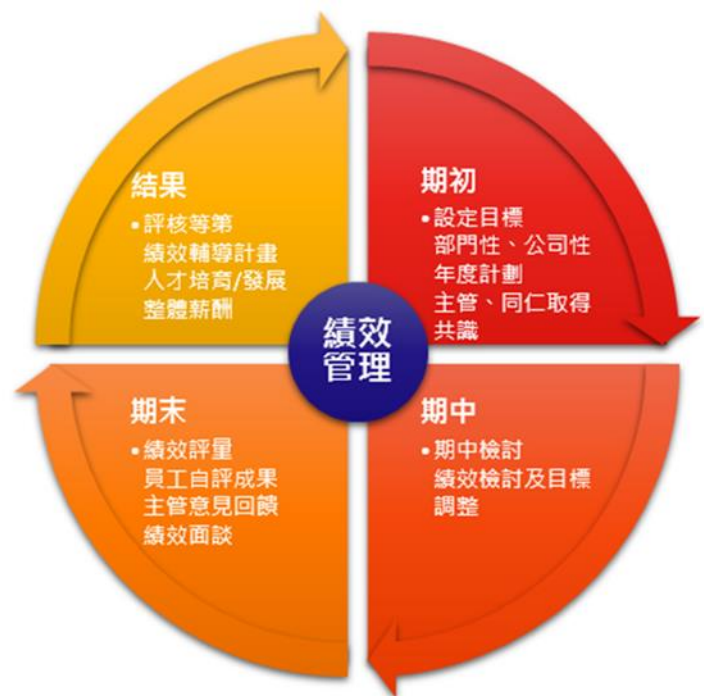 結果
•評核等第
績效輔導計畫
人才培育/發展
整體薪酬
期初
•設定目標
部門性、公司性
年度計劃
主管、同仁取得
共識
績效
管理
期末
•績效評量
員工自評成果
主管意見回饋
績效面談
期中
•期中檢討
績效檢討及目標
調整